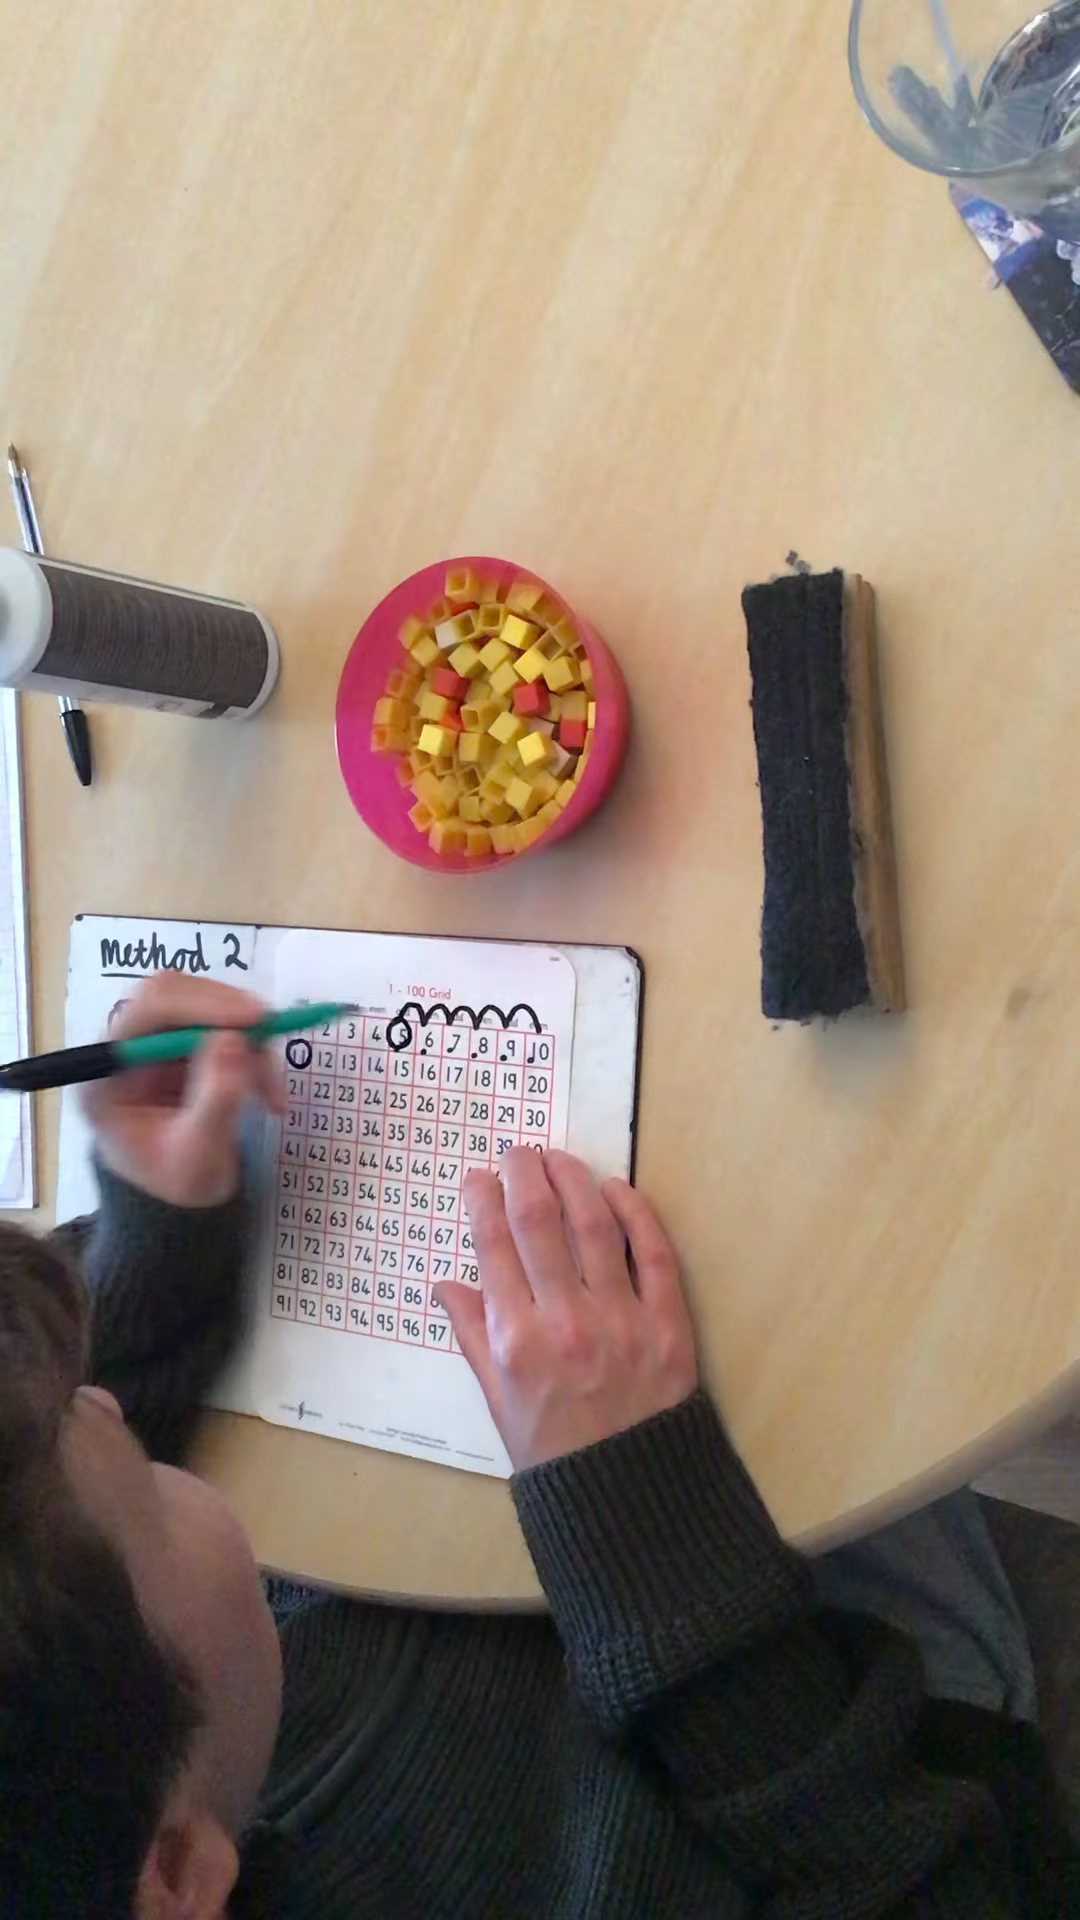 Method 2
1 - 100 Grid
2 3 4 5 6 7 8 9 10
11 12 13 14 15 16 17 18 19 20
21 22 23 24 25 26 27 28 29 30
31 32 33 34 35 36 37 38 39
41 42 43 44 45 46 47
51 52 53 54 55 56 57
61 62 63 64 65 66 67
71 72 73 74 75 76 77 78
81 82 83 84 85 86
91 92 93 94 95 96 97